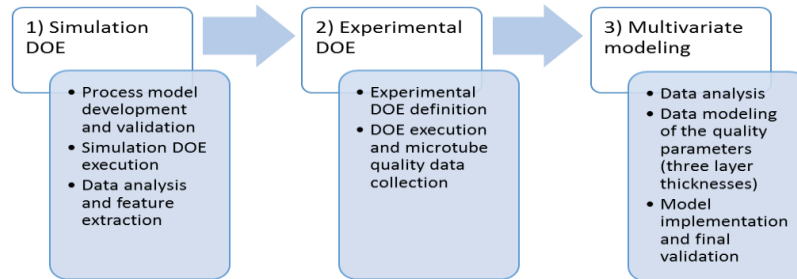 1) Simulation
DOE
• Process model
development
and validation
• Simulation DOE
execution
• Data analysis
and feature
extraction
2) Experimental
DOE
• Experimental
DOE definition
• DOE execution
and microtube
quality data
collection
3) Multivariate
modeling
• Data analysis
• Data modeling
of the quality
parameters
(three layer
thicknesses)
• Model
implementation
and final
validation